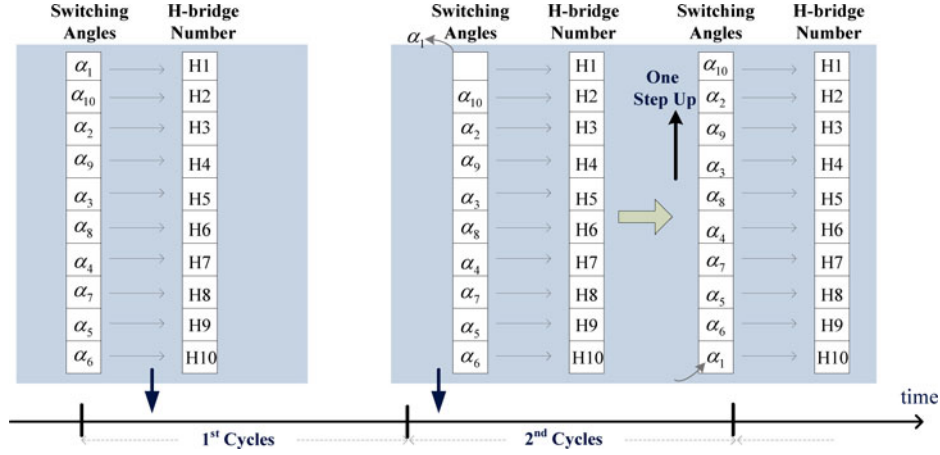 Switching Angles
H-bridge Number
Switching Angles
H-bridge Number
Switching Angles
H-bridge Number
α1
α1 H1
α10 H2
α2 H3
α9 H4
α3 H5
α8 H6
α4 H7
α7 H8
α5 H9
α6 H10
H1
α10 H2
α2 H3
α9 H4
α3 H5
α8 H6
α4 H7
α7 H8
α5 H9
α6 H10
One
Step Up
α10 H1
α2 H2
α9 H3
α3 H4
α8 H5
α4 H6
α7 H7
α5 H8
α6 H9
α1 H10
time
1st Cycles
2nd Cycles